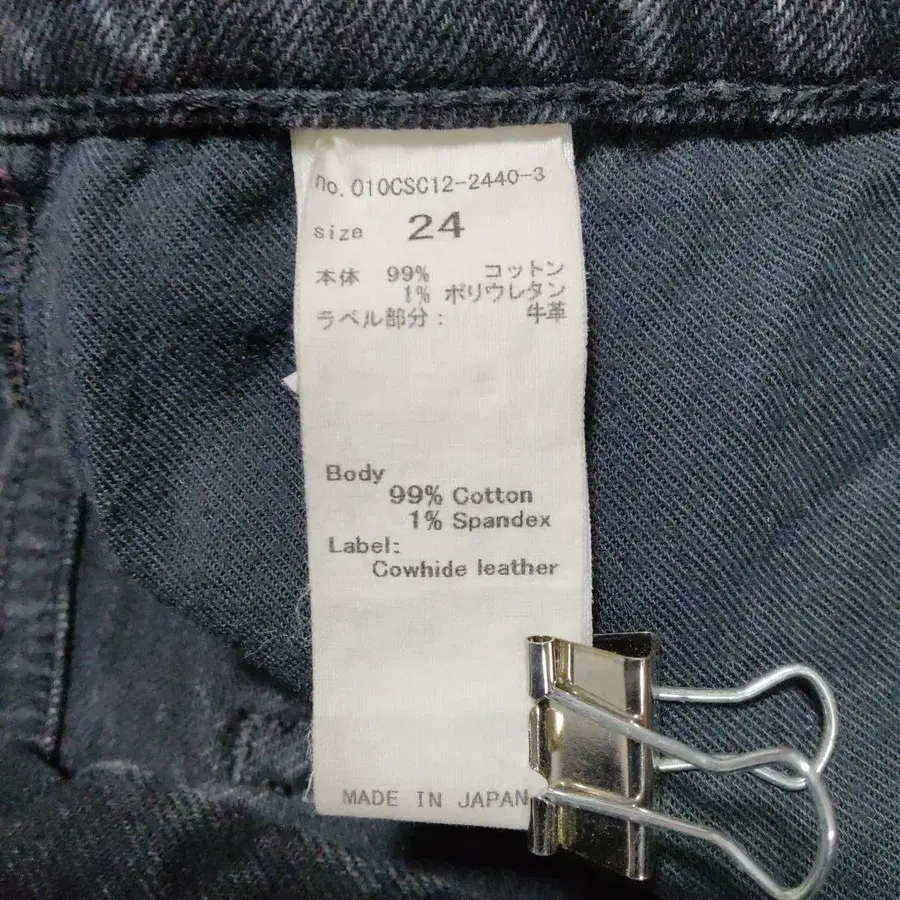 no. 010CSC12-2440-3
size 24
本体 99% コットン
1% ポリウレタン
ラベル部分: 牛革
Body
99% Cotton
1% Spandex
Label:
Cowhide leather
MADE IN JAPAN